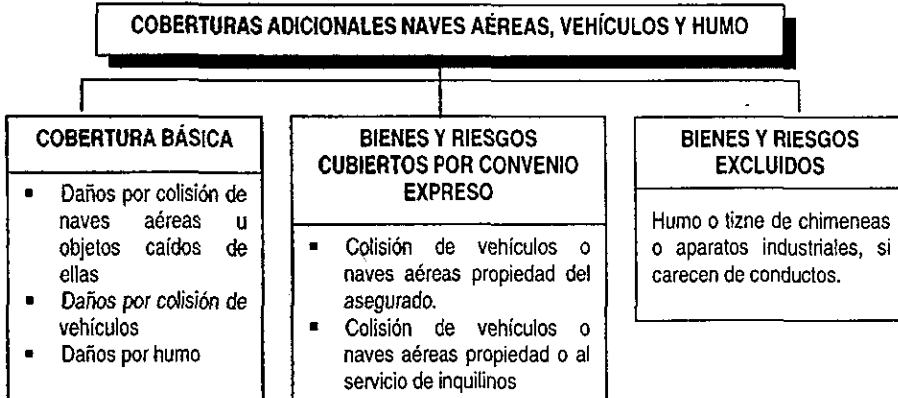 COBERTURAS ADICIONALES NAVES AÉREAS, VEHÍCULOS Y HUMO
COBERTURA BÁSICA
▪ Daños por colisión de
naves aéreas u
objetos caídos de
ellas
▪ Daños por colisión de
vehículos
▪ Daños por humo
BIENES Y RIESGOS
CUBIERTOS POR CONVENIO
EXPRESO
▪ Colisión de vehículos o
naves aéreas propiedad del
asegurado.
▪ Colisión de vehículos o
naves aéreas propiedad o al
servicio de inquilinos
BIENES Y RIESGOS
EXCLUIDOS
Humo o tizne de chimeneas
o aparatos industriales, si
carecen de conductos.